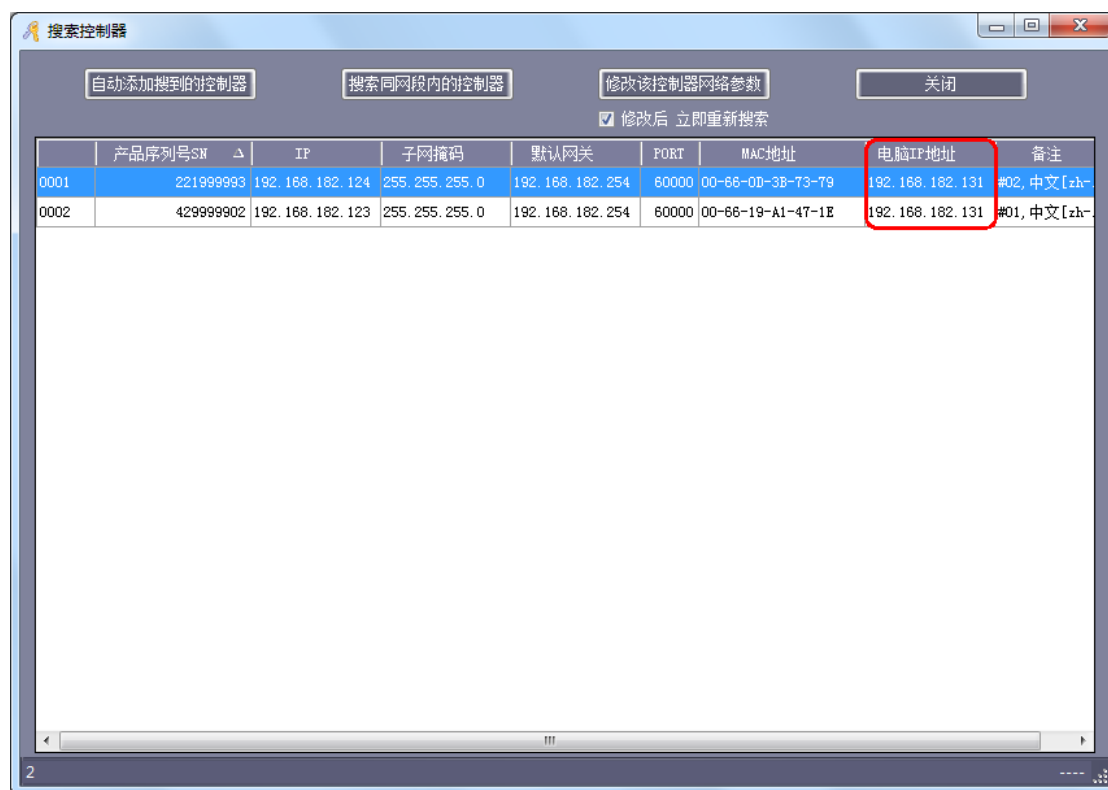 搜索控制器
自动添加搜到的控制器 搜索同网段内的控制器 修改该控制器网络参数 关闭
修改后 立即重新搜索
产品序列号SN IP 子网掩码 默认网关 PORT MAC地址 电脑IP地址 备注
0001 221999993 192.168.182.124 255.255.255.0 192.168.182.254 60000 00-66-0D-3B-73-79 192.168.182.131 #02,中文[zh-
0002 429999902 192.168.182.123 255.255.255.0 192.168.182.254 60000 00-66-19-A1-47-1E 192.168.182.131 #01,中文[zh-
2 ----